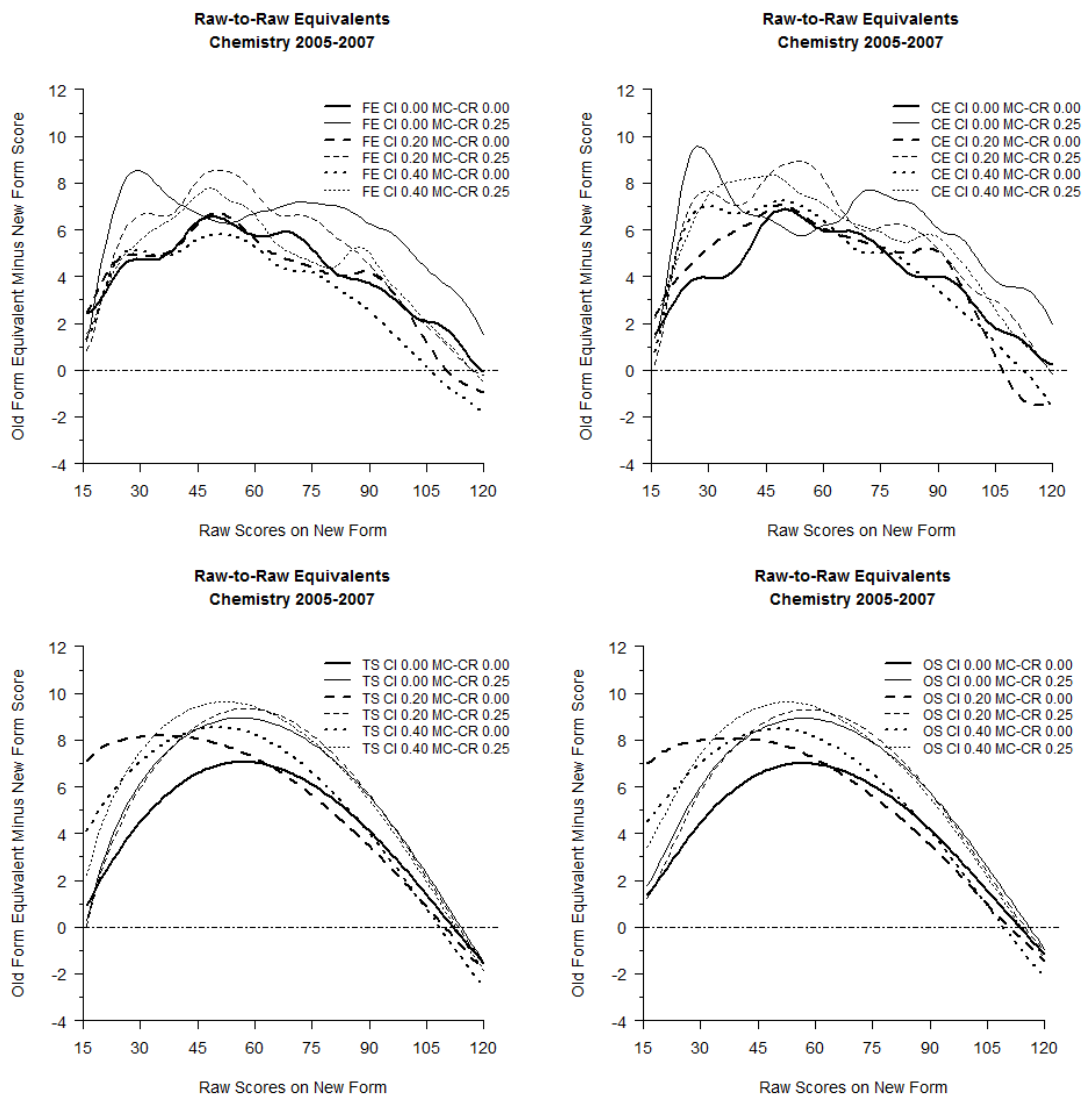 Raw-to-Raw Equivalents
Chemistry 2005-2007
Old Form Equivalent Minus New Form Score
12
10
8
6
4
2
0
-2
-4
FE CI 0.00 MC-CR 0.00
FE CI 0.00 MC-CR 0.25
FE CI 0.20 MC-CR 0.00
FE CI 0.20 MC-CR 0.25
FE CI 0.40 MC-CR 0.00
FE CI 0.40 MC-CR 0.25
15 30 45 60 75 90 105 120
Raw Scores on New Form
Raw-to-Raw Equivalents
Chemistry 2005-2007
Old Form Equivalent Minus New Form Score
12
10
8
6
4
2
0
-2
-4
CE CI 0.00 MC-CR 0.00
CE CI 0.00 MC-CR 0.25
CE CI 0.20 MC-CR 0.00
CE CI 0.20 MC-CR 0.25
CE CI 0.40 MC-CR 0.00
CE CI 0.40 MC-CR 0.25
15 30 45 60 75 90 105 120
Raw Scores on New Form
Raw-to-Raw Equivalents
Chemistry 2005-2007
Old Form Equivalent Minus New Form Score
12
10
8
6
4
2
0
-2
-4
TS CI 0.00 MC-CR 0.00
TS CI 0.00 MC-CR 0.25
TS CI 0.20 MC-CR 0.00
TS CI 0.20 MC-CR 0.25
TS CI 0.40 MC-CR 0.00
TS CI 0.40 MC-CR 0.25
15 30 45 60 75 90 105 120
Raw Scores on New Form
Raw-to-Raw Equivalents
Chemistry 2005-2007
Old Form Equivalent Minus New Form Score
12
10
8
6
4
2
0
-2
-4
OS CI 0.00 MC-CR 0.00
OS CI 0.00 MC-CR 0.25
OS CI 0.20 MC-CR 0.00
OS CI 0.20 MC-CR 0.25
OS CI 0.40 MC-CR 0.00
OS CI 0.40 MC-CR 0.25
15 30 45 60 75 90 105 120
Raw Scores on New Form